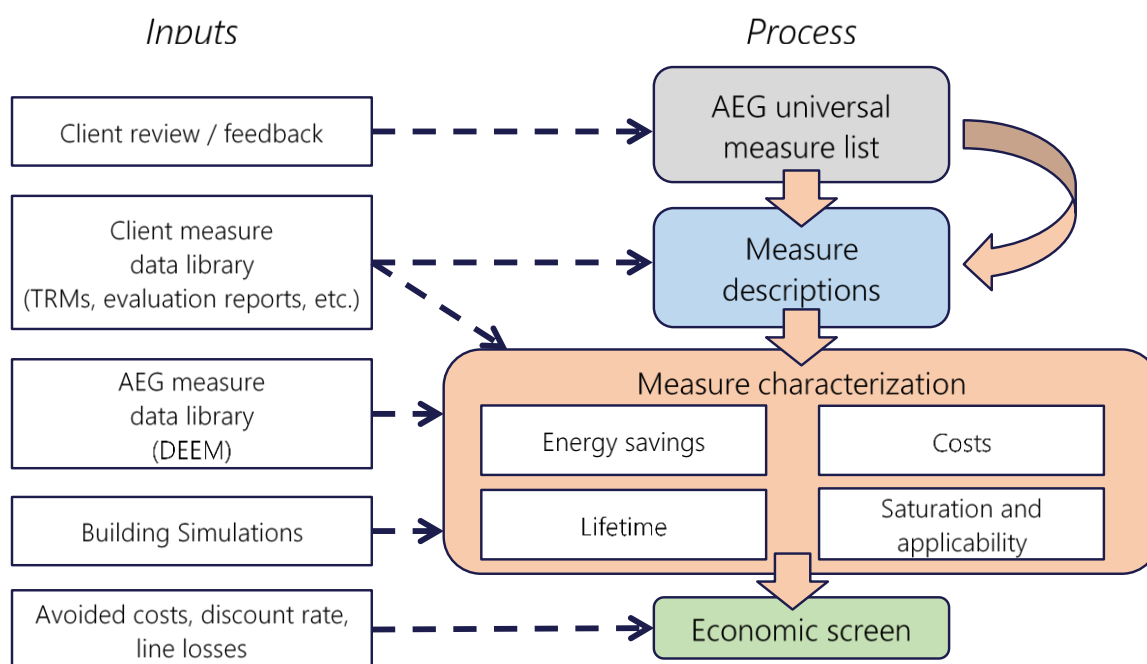 Inputs
Process
Client review / feedback
AEG universal
measure list
Client measure
data library
(TRMs, evaluation reports, etc.)
Measure
descriptions
AEG measure
data library
(DEEM)
Measure characterization
Energy savings
Costs
Building Simulations
Lifetime
Saturation and
applicability
Avoided costs, discount rate,
line losses
Economic screen